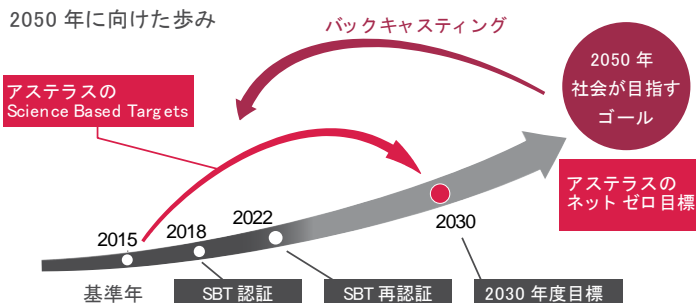 2050 年に向けた歩み
バックキャスティング
2050 年
社会が目指す
ゴール
アステラスの
Science Based Targets
アステラスの
ネット ゼロ目標
2015
2018
2022
2030
基準年
SBT 認証
SBT 再認証
2030 年度目標